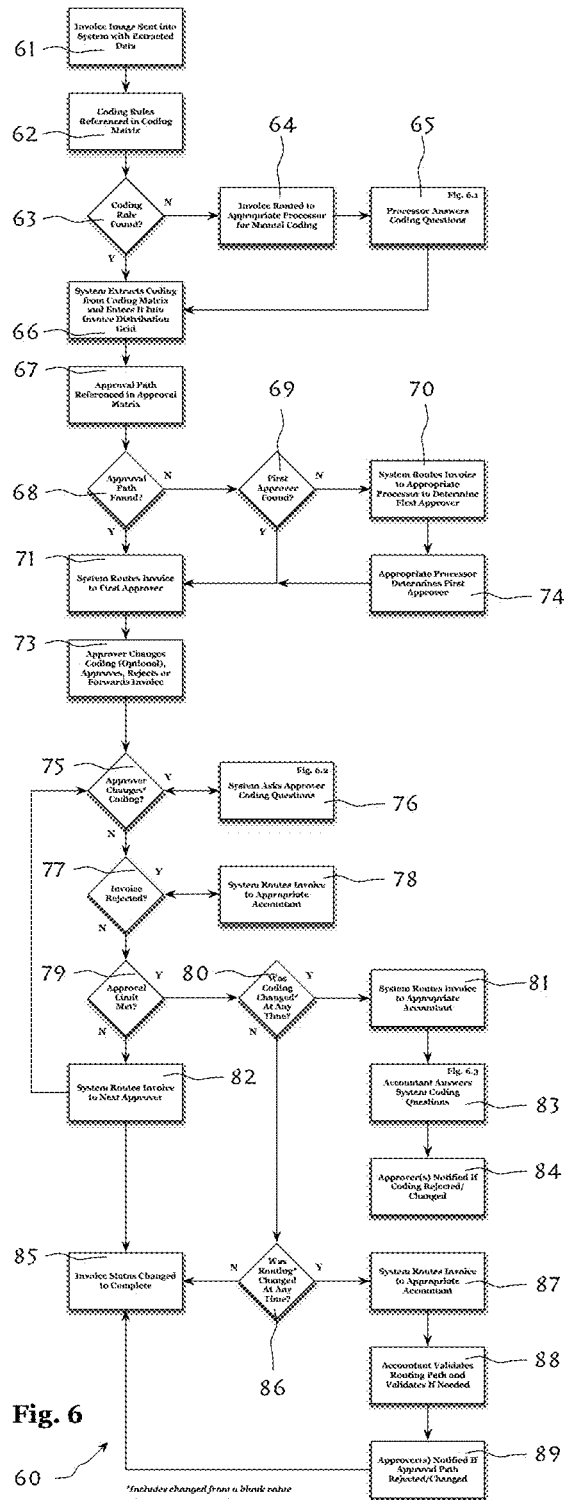 61
Invoice Image Sent into
System with Extracted
Data
62
Coding Rules
Referenced in Coding
Matrix
63
Coding
Rule
Found?
N
Y
64
Invoice Routed to
Appropriate Processor
for Manual Coding
65
Fig. 6.1
Processor Answers
Coding Questions
66
System Extracts Coding
from Coding Matrix
and Enters It Into
Invoice Distribution
Grid
67
Approval Path
Referenced in Approval
Matrix
68
Approval
Path
Found?
N
Y
69
First
Approver
Found?
N
Y
70
System Routes Invoice
to Appropriate
Processor to Determine
First Approver
71
System Routes Invoice
to First Approver
Appropriate Processor
Determines First
Approver
74
73
Approver Changes
Coding (Optional),
Approves, Rejects or
Forwards Invoice
75
Approver
Changes*
Coding?
Y
N
Fig. 6.2
System Asks Approver
Coding Questions
76
77
Invoice
Rejected?
Y
N
System Routes Invoice
to Appropriate
Accountant
78
79
Approval
Limit
Met?
Y
N
80
Was
Coding
Changed*
At Any
Time?
Y
N
System Routes Invoice
to Appropriate
Accountant
81
System Routes Invoice
to Next Approver
82
Fig. 6.3
Accountant Answers
System Coding
Questions
83
Approver(s) Notified if
Coding Rejected/
Changed
84
85
Invoice Status Changed
to Complete
Was
Routing*
Changed
At Any
Time?
N
Y
86
System Routes Invoice
to Appropriate
Accountant
87
Accountant Validates
Routing Path and
Validates If Needed
88
Approver(s) Notified If
Approval Path
Rejected/Changed
89
Fig. 6
60
*Includes changed from a blank value